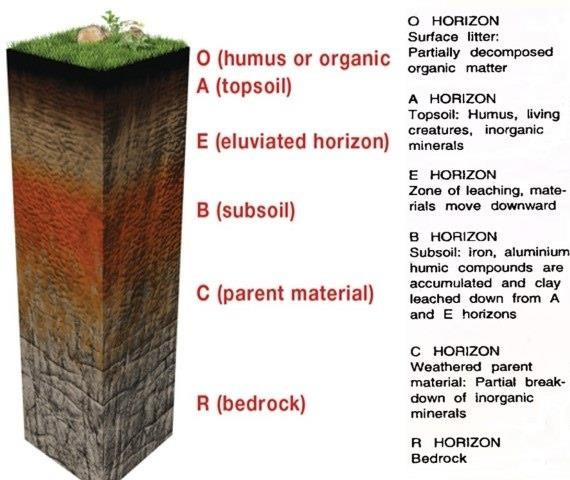 O (humus or organic
A (topsoil)
E (eluviated horizon)
B (subsoil)
C (parent material)
R (bedrock)
O HORIZON
Surface litter:
Partially decomposed
organic matter
A HORIZON
Topsoil: Humus, living
creatures, inorganic
minerals
E HORIZON
Zone of leaching, mate-
rials move downward
B HORIZON
Subsoil: iron, aluminium
humic compounds are
accumulated and clay
leached down from A
and E horizons
C HORIZON
Weathered parent
material: Partial break-
down of inorganic
minerals
R HORIZON
Bedrock